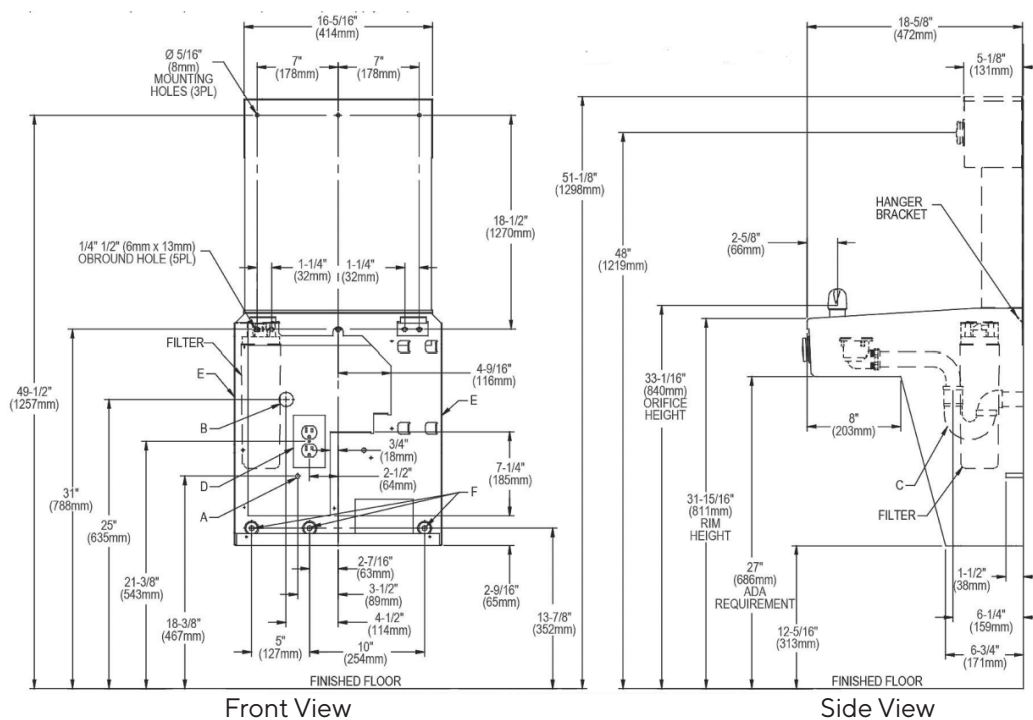 16-5/16"
(414mm)
7"
(178mm)
7"
(178mm)
Ø 5/16"
(8mm)
MOUNTING
HOLES (3PL)
18-1/2"
(1270mm)
1/4" 1/2" (6mm x 13mm)
OBROUND HOLE (5PL)
1-1/4"
(32mm)
1-1/4"
(32mm)
FILTER
E
B
D
A
4-9/16"
(116mm)
E
3/4"
(18mm)
2-1/2"
(64mm)
7-1/4"
(185mm)
F
49-1/2"
(1257mm)
31"
(788mm)
25"
(635mm)
21-3/8"
(543mm)
18-3/8"
(467mm)
2-7/16"
(63mm)
3-1/2"
(89mm)
4-1/2"
(114mm)
5"
(127mm)
10"
(254mm)
2-9/16"
(65mm)
13-7/8"
(352mm)
FINISHED FLOOR
Front View
18-5/8"
(472mm)
5-1/8"
(131mm)
51-1/8"
(1298mm)
48"
(1219mm)
HANGER
BRACKET
2-5/8"
(66mm)
33-1/16"
(840mm)
ORIFICE
HEIGHT
8"
(203mm)
C
FILTER
31-15/16"
(811mm)
RIM
HEIGHT
27"
(686mm)
ADA
REQUIREMENT
12-5/16"
(313mm)
1-1/2"
(38mm)
6-1/4"
(159mm)
6-3/4"
(171mm)
FINISHED FLOOR
Side View